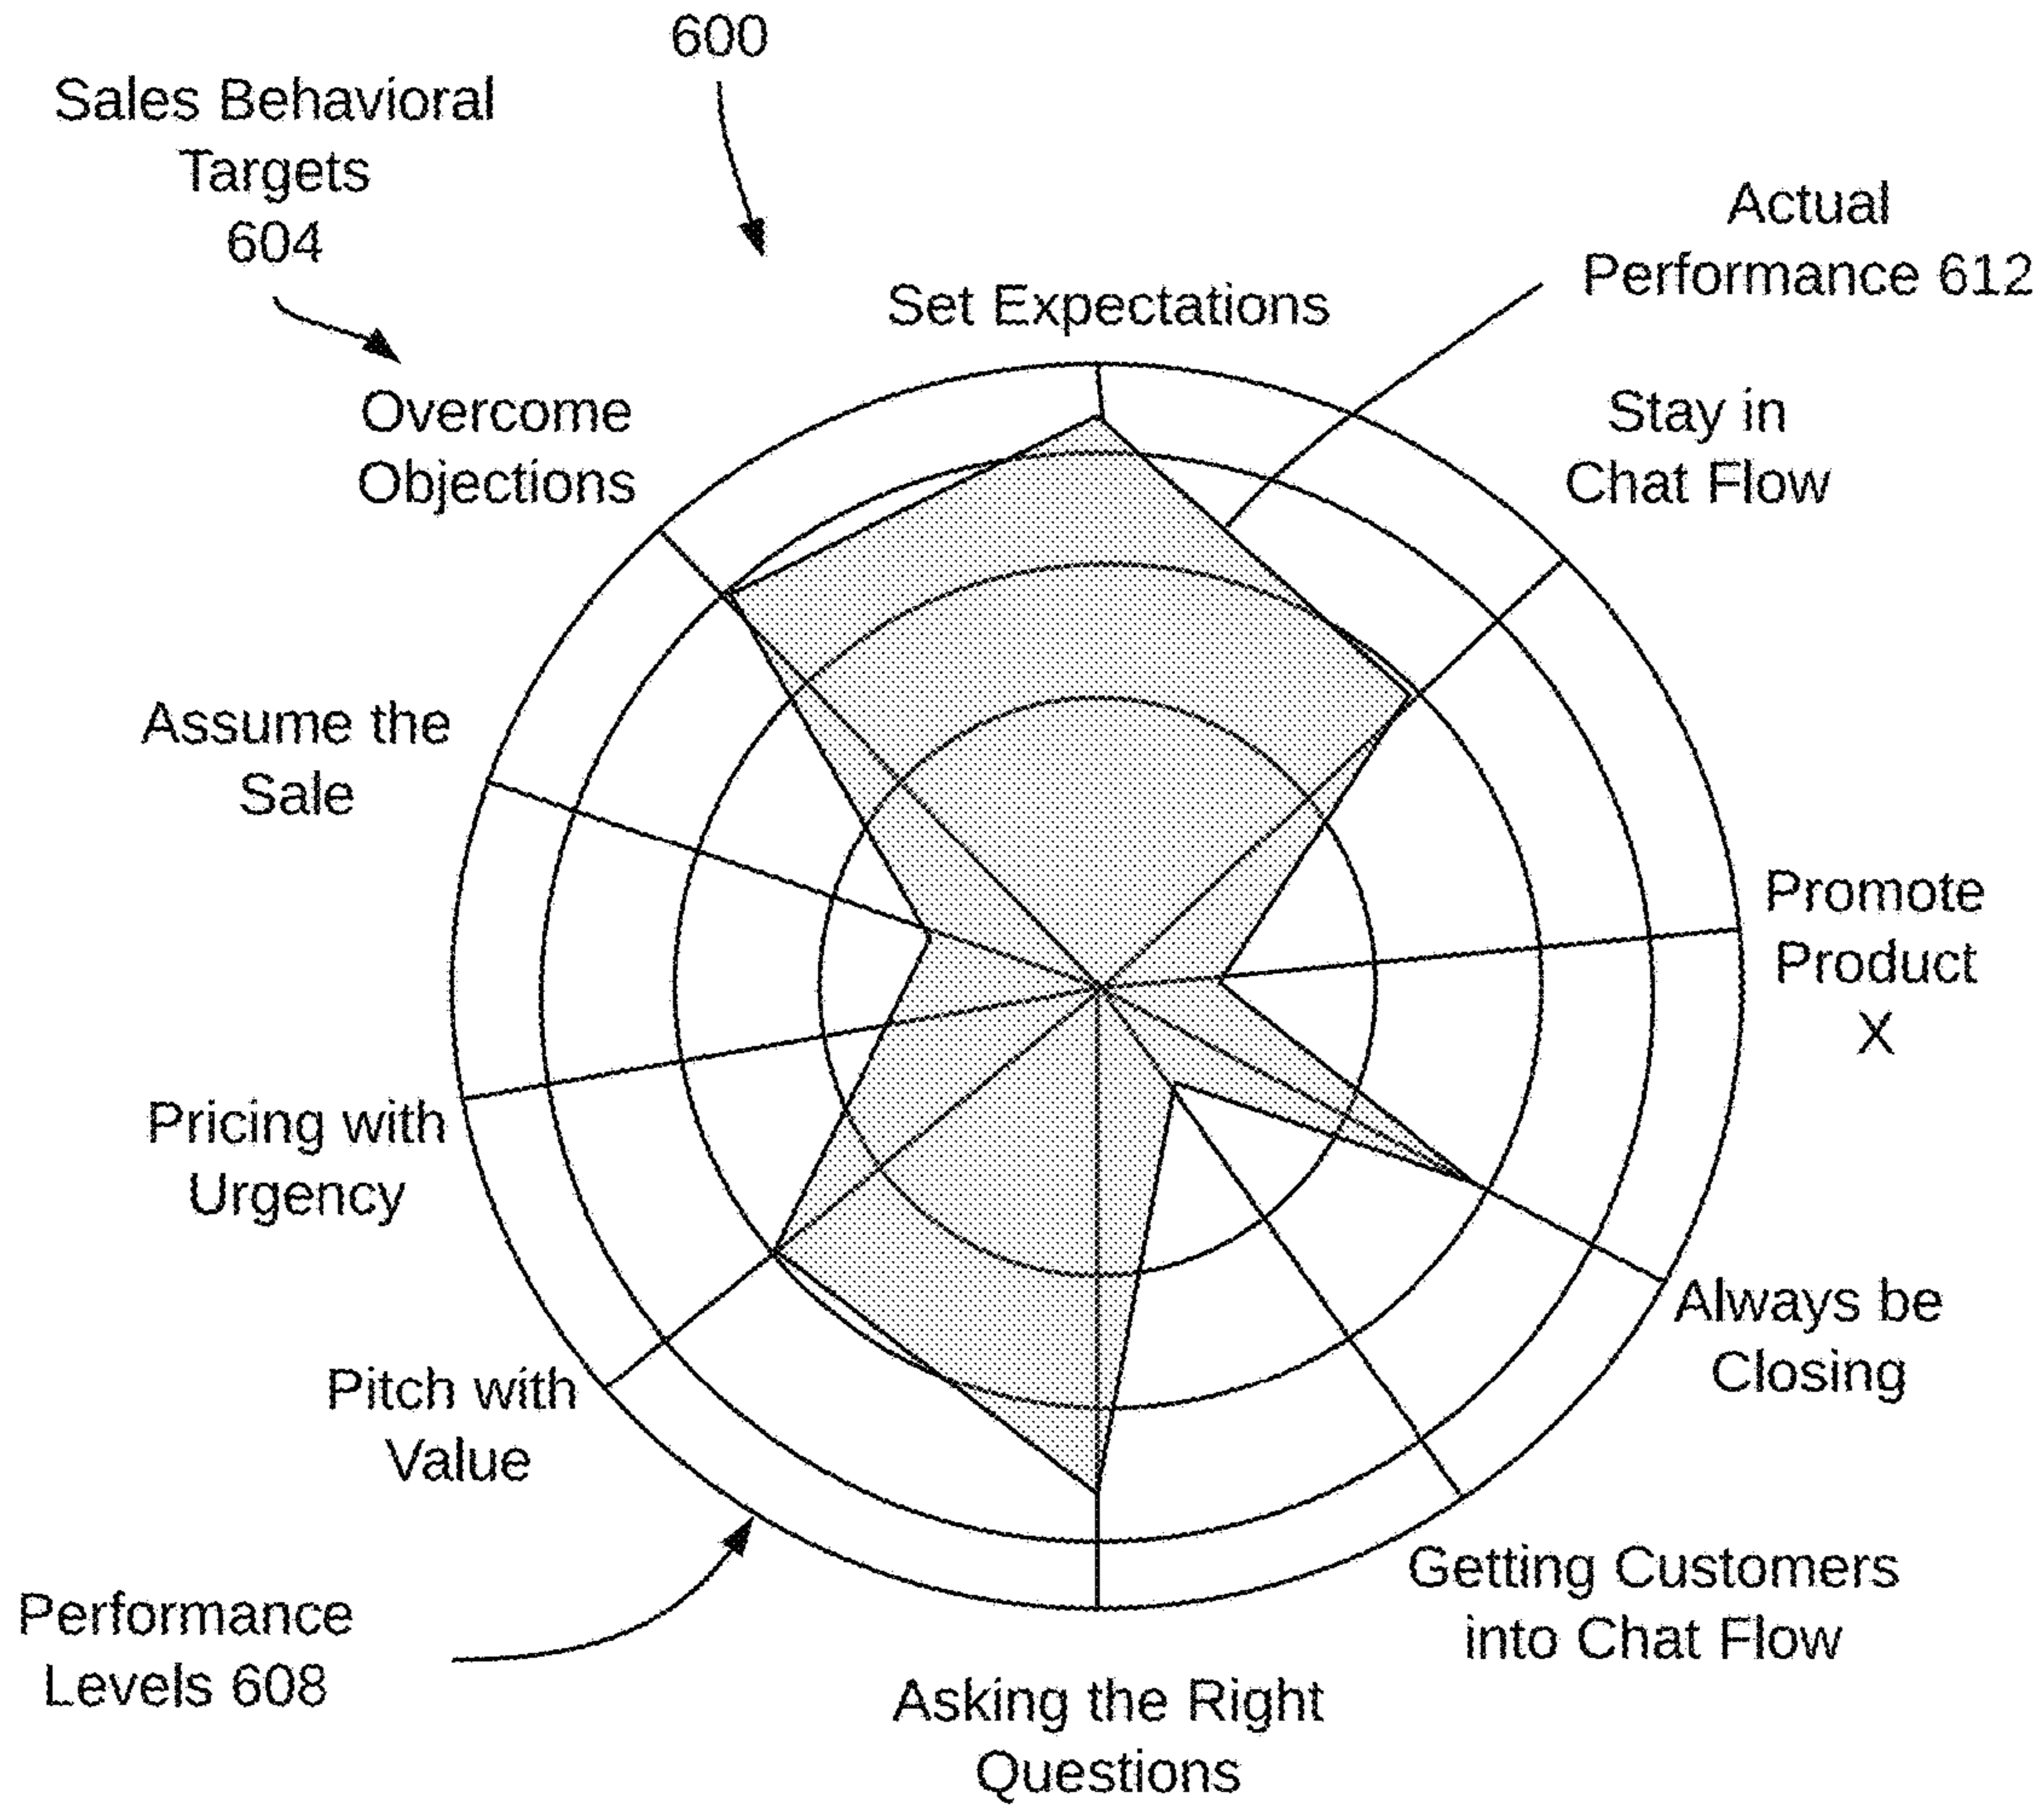 600
Sales Behavioral
Targets
604
Actual
Performance 612
Set Expectations
Overcome
Objections
Stay in
Chat Flow
Assume the
Sale
Promote
Product
X
Pricing with
Urgency
Always be
Closing
Pitch with
Value
Getting Customers
into Chat Flow
Performance
Levels 608
Asking the Right
Questions